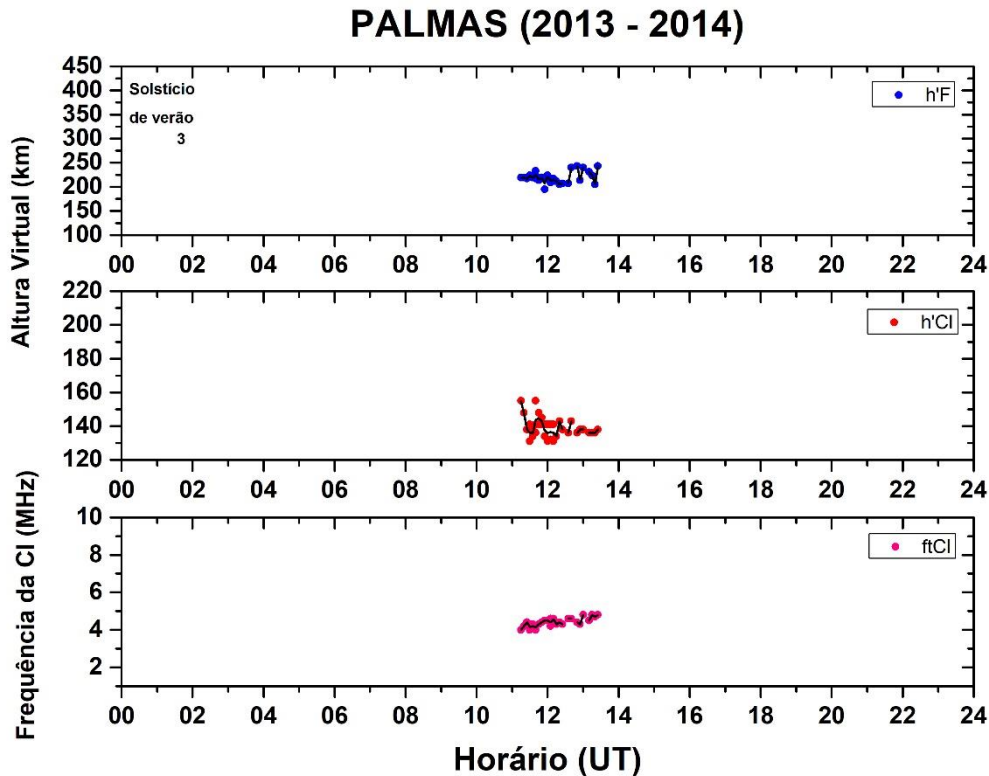 PALMAS (2013 - 2014)
Altura Virtual (km)
450
400
350
300
250
200
150
100
Solstício
de verão
3
h'F
00 02 04 06 08 10 12 14 16 18 20 22 24
220
200
180
160
140
120
h'CI
00 02 04 06 08 10 12 14 16 18 20 22 24
Frequência da CI (MHz)
10
8
6
4
2
ftCI
00 02 04 06 08 10 12 14 16 18 20 22 24
Horário (UT)